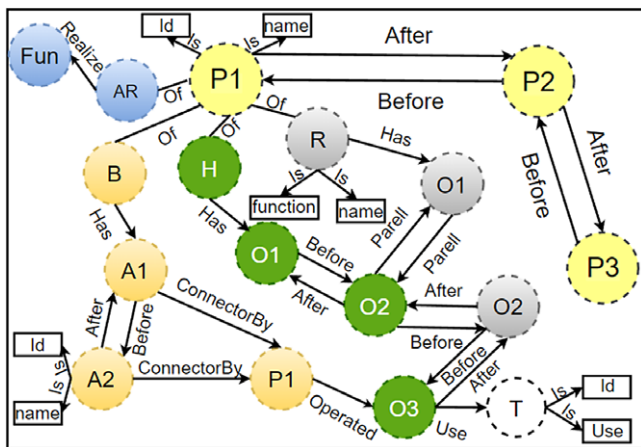 Id
name
Is
Is
After
Fun
Realize
AR
Of
P1
P2
Before
Of
Of
Of
R
Has
After
Before
B
H
O1
Is
Is
function
name
Has
Has
Parell
Parell
O1
Before
P3
A1
After
O2
After
O2
ConnectorBy
Before
Id
After
Before
Before
After
Is
A2
ConnectorBy
P1
Is
name
Operated
O3
Use
T
Is
Id
Is
Use